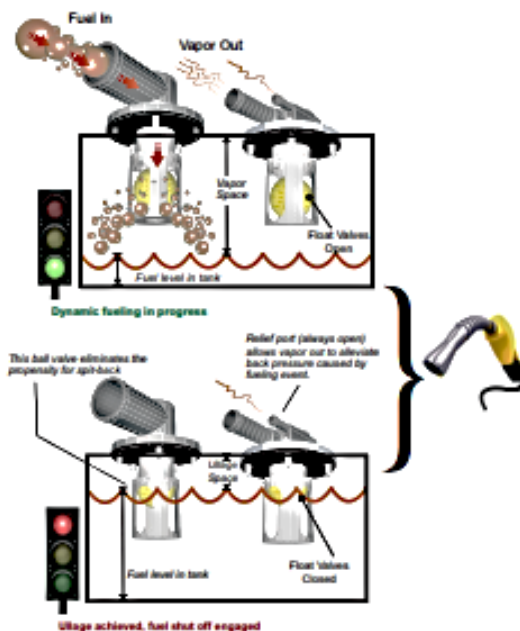 Fuel In
Vapor Out
Vapor
Space
Float Valves
Open
Fuel level in tank
Dynamic fueling in progress
This ball valve eliminates the
propensity for spit-back
Relief port (always open)
allows vapor out to alleviate
back pressure caused by
fueling event.
Ullage
Space
Fuel level in tank
Float Valves
Closed
Ullage achieved, fuel shut off engaged